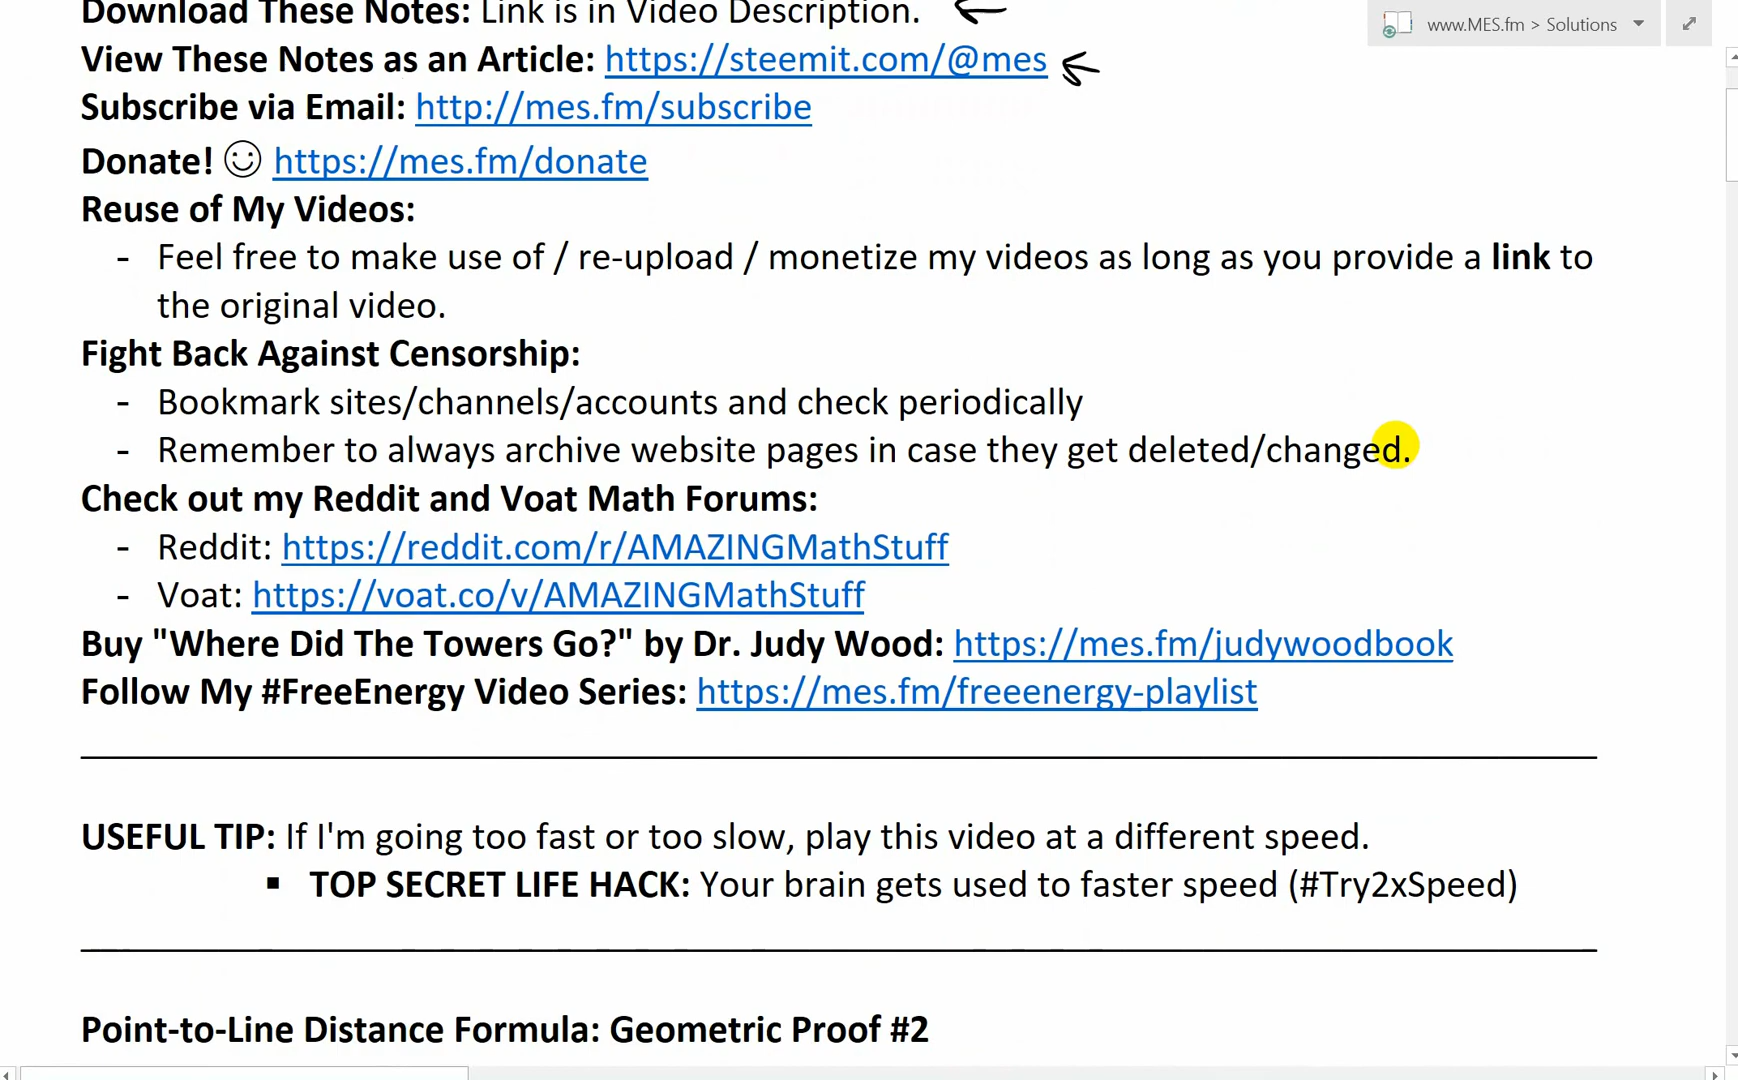 Download These Notes: Link is in Video Description.
www.MES.fm > Solutions
View These Notes as an Article: https://steemit.com/@mes
Subscribe via Email: http://mes.fm/subscribe
Donate! https://mes.fm/donate
Reuse of My Videos:
- Feel free to make use of / re-upload / monetize my videos as long as you provide a link to
the original video.
Fight Back Against Censorship:
- Bookmark sites/channels/accounts and check periodically
- Remember to always archive website pages in case they get deleted/changed.
Check out my Reddit and Voat Math Forums:
- Reddit: https://reddit.com/r/AMAZINGMathStuff
- Voat: https://voat.co/v/AMAZINGMathStuff
Buy "Where Did The Towers Go?" by Dr. Judy Wood: https://mes.fm/judywoodbook
Follow My #FreeEnergy Video Series: https://mes.fm/freeenergy-playlist
USEFUL TIP: If I'm going too fast or too slow, play this video at a different speed.
▪ TOP SECRET LIFE HACK: Your brain gets used to faster speed (#Try2xSpeed)
Point-to-Line Distance Formula: Geometric Proof #2